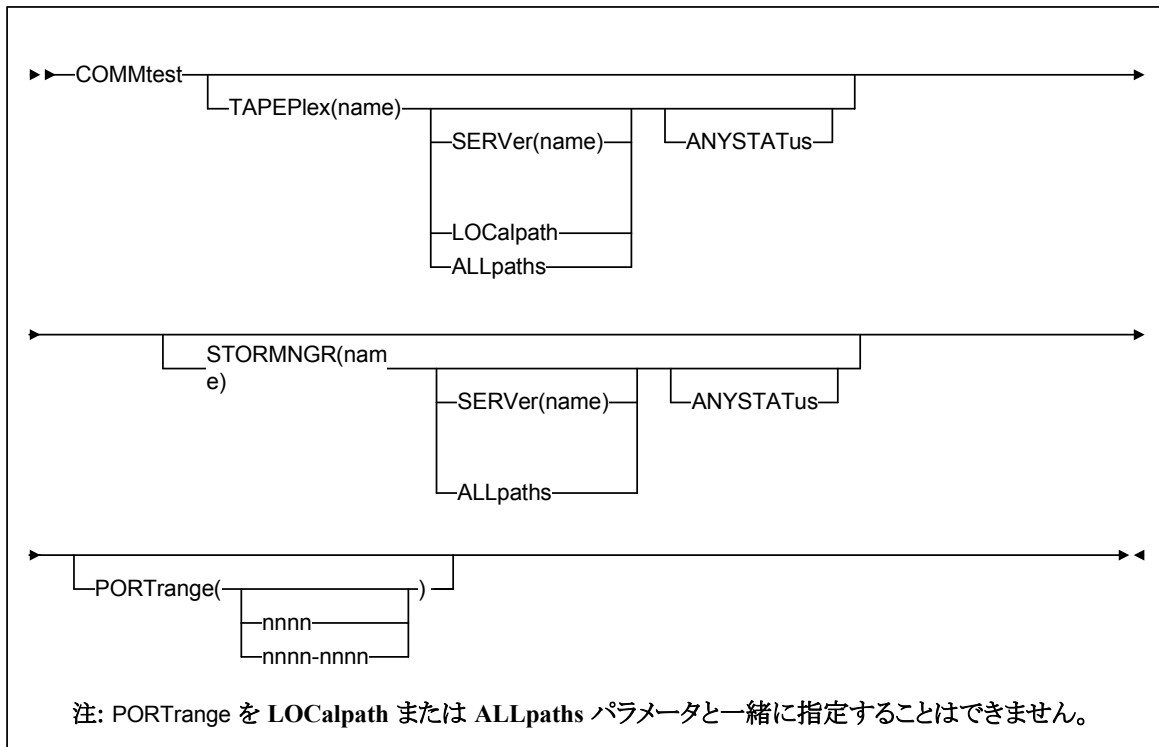 COMMtest
TAPEPlex(name)
SERVer(name)
ANYSTATus
LOCalpath
ALLpaths
STORMNGR(nam
e)
SERVer(name)
ANYSTATus
ALLpaths
PORTrange(
)
nnnn
nnnn-nnnn
注: PORTrange を LOCalpath または ALLpaths パラメータと一緒に指定することはできません。